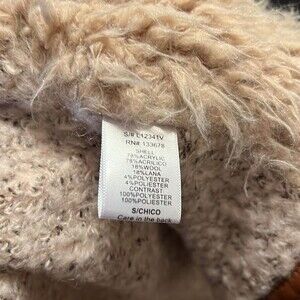 S/# L12341V
RN# 133678
SHELL
78%ACRYLIC
78%ACRILICO
18%WOOL
18%LANA
4%POLYESTER
4%POLIESTER
CONTRAST
100%POLYESTER
100%POLIESTER
S/CHICO
Care in the back